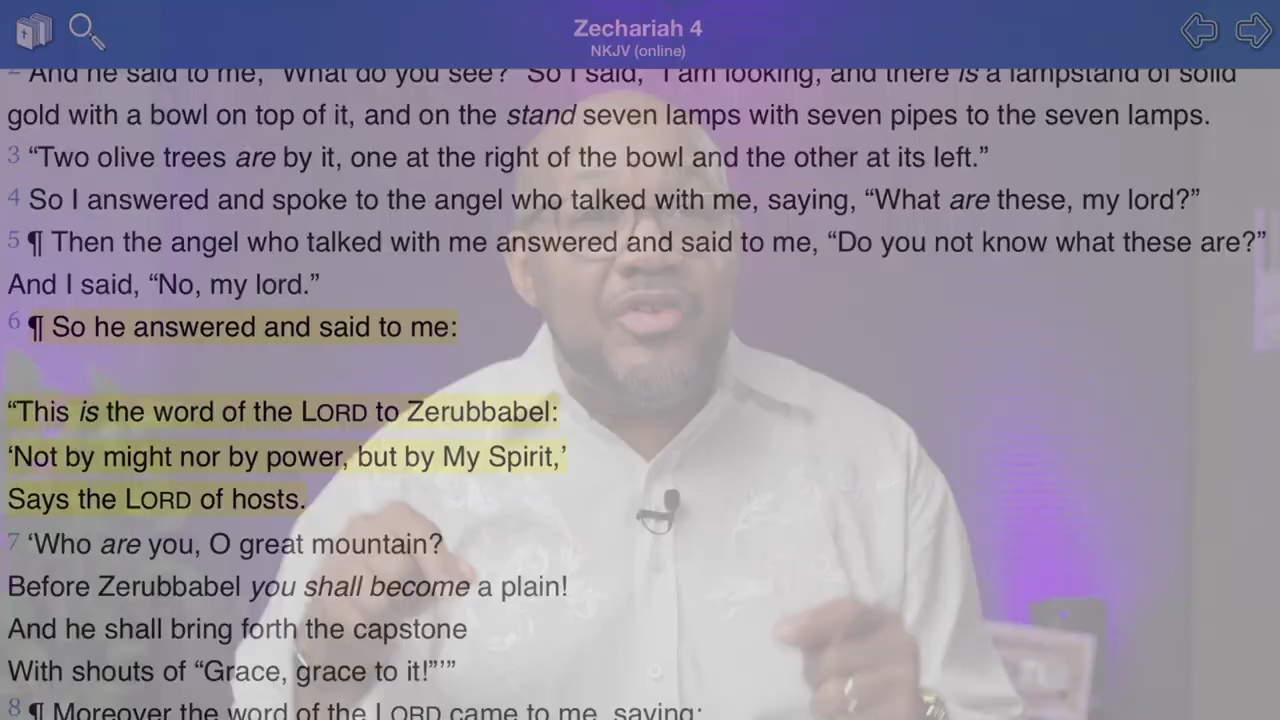 Zechariah 4
NKJV (online)
2 And he said to me, “What do you see?” So I said, “I am looking, and there is a lampstand of solid
gold with a bowl on top of it, and on the stand seven lamps with seven pipes to the seven lamps.
3 “Two olive trees are by it, one at the right of the bowl and the other at its left.”
4 So I answered and spoke to the angel who talked with me, saying, “What are these, my lord?”
5 ¶ Then the angel who talked with me answered and said to me, “Do you not know what these are?”
And I said, “No, my lord.”
6 ¶ So he answered and said to me:
“This is the word of the LORD to Zerubbabel:
‘Not by might nor by power, but by My Spirit,’
Says the LORD of hosts.
7 ‘Who are you, O great mountain?
Before Zerubbabel you shall become a plain!
And he shall bring forth the capstone
With shouts of “Grace, grace to it!”’”
8 ¶ Moreover the word of the LORD came to me, saying: